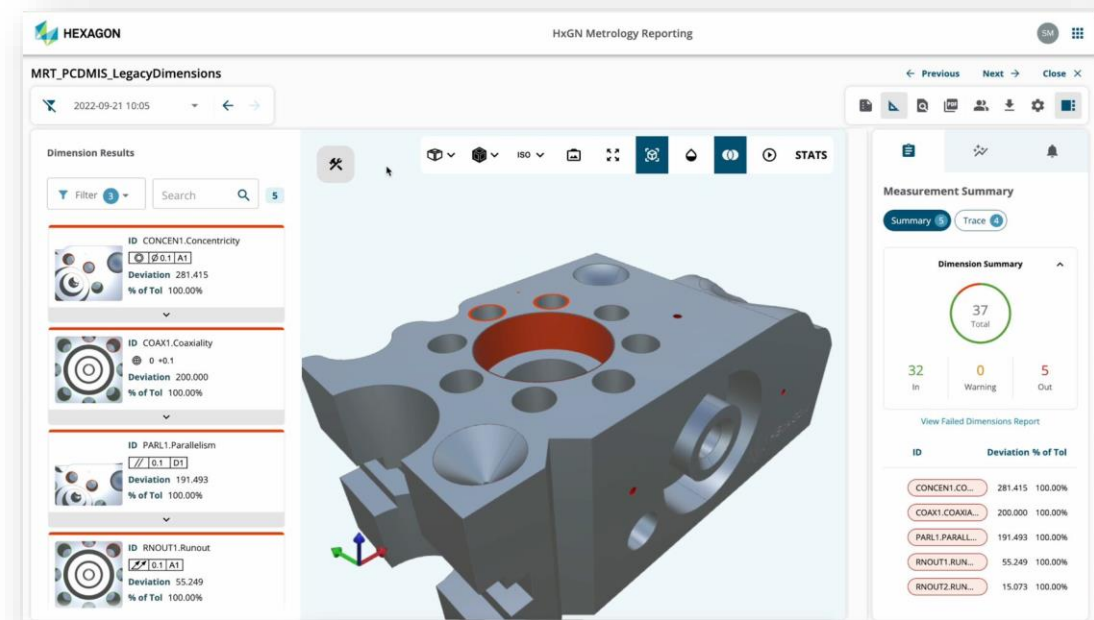 HEXAGON
HxGN Metrology Reporting
SM
MRT_PCDMIS_LegacyDimensions
Previous
Next
Close
2022-09-21 10:05
PDF
Dimension Results
Filter 3
Search
5
ID CONCEN1.Concentricity
Ø 0.1 A1
Deviation 281.415
% of Tol 100.00%
ID COAX1.Coaxiality
0 +0.1
Deviation 200.000
% of Tol 100.00%
ID PARL1.Parallelism
// 0.1 D1
Deviation 191.493
% of Tol 100.00%
ID RNOUT1.Runout
0.1 A1
Deviation 55.249
% of Tol 100.00%
ISO
STATS
Measurement Summary
Summary 5
Trace 4
Dimension Summary
37
Total
32
In
0
Warning
5
Out
View Failed Dimensions Report
ID Deviation % of Tol
CONCEN1.CO... 281.415 100.00%
COAX1.COAXIA... 200.000 100.00%
PARL1.PARALL... 191.493 100.00%
RNOUT1.RUN... 55.249 100.00%
RNOUT2.RUN... 15.073 100.00%